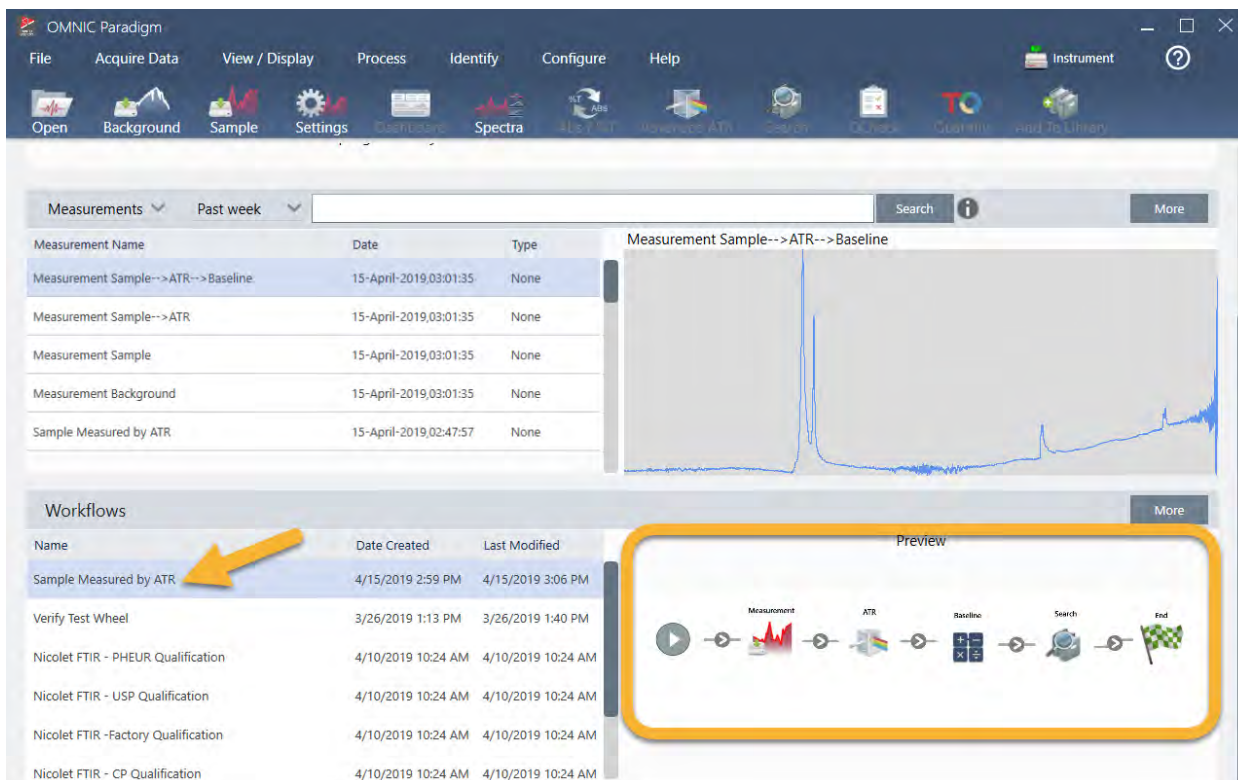 OMNIC Paradigm
File Acquire Data View / Display Process Identify Configure Help Instrument
Open Background Sample Settings Dashboard Spectra Abs / %T Advanced ATR Search QCheck Quantify Add To Library
Measurements Past week Search More
Measurement Name Date Type Measurement Sample-->ATR-->Baseline
Measurement Sample-->ATR-->Baseline 15-April-2019,03:01:35 None
Measurement Sample-->ATR 15-April-2019,03:01:35 None
Measurement Sample 15-April-2019,03:01:35 None
Measurement Background 15-April-2019,03:01:35 None
Sample Measured by ATR 15-April-2019,02:47:57 None
Workflows More
Name Date Created Last Modified Preview
Sample Measured by ATR 4/15/2019 2:59 PM 4/15/2019 3:06 PM
Measurement ATR Baseline Search End
Verify Test Wheel 3/26/2019 1:13 PM 3/26/2019 1:40 PM
Nicolet FTIR - PHEUR Qualification 4/10/2019 10:24 AM 4/10/2019 10:24 AM
Nicolet FTIR - USP Qualification 4/10/2019 10:24 AM 4/10/2019 10:24 AM
Nicolet FTIR -Factory Qualification 4/10/2019 10:24 AM 4/10/2019 10:24 AM
Nicolet FTIR - CP Qualification 4/10/2019 10:24 AM 4/10/2019 10:24 AM